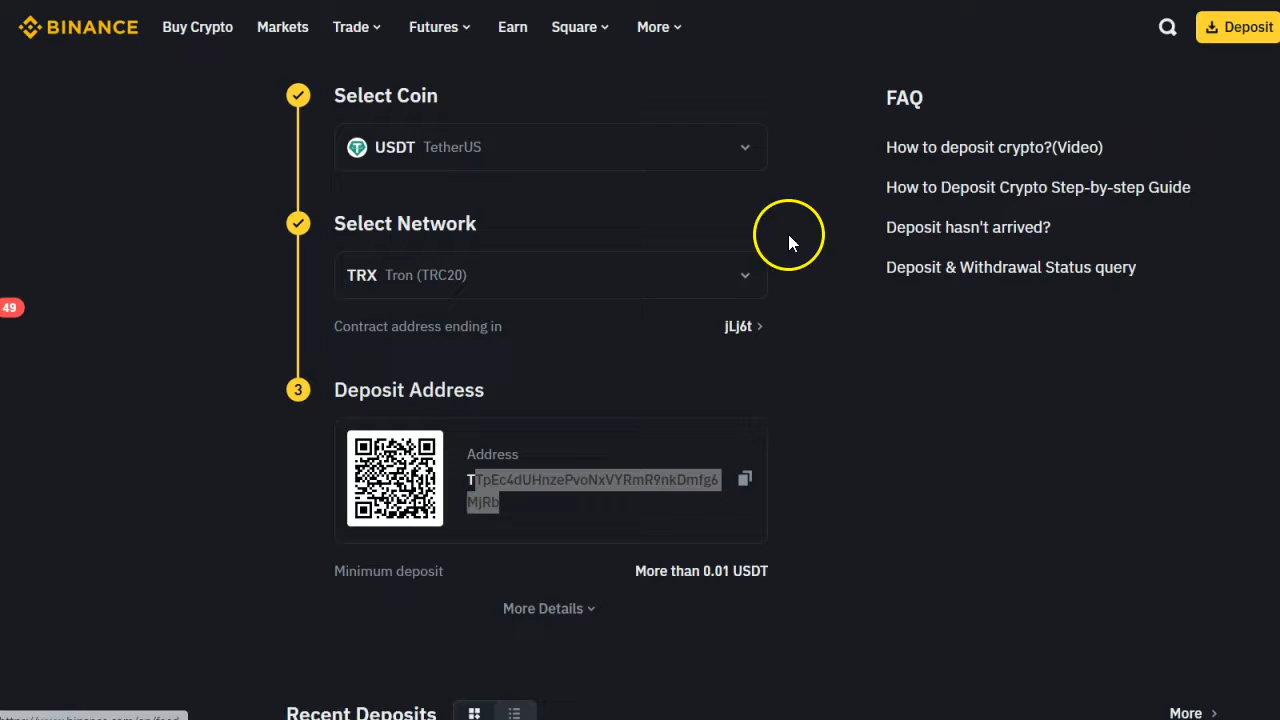 BINANCE Buy Crypto Markets Trade Futures Earn Square More Deposit
Select Coin
USDT TetherUS
Select Network
TRX Tron (TRC20)
Contract address ending in jLj6t
49
3 Deposit Address
Address
TTpEc4dUHnzePvoNxVYRmR9nkDmfg6
MjRb
Minimum deposit More than 0.01 USDT
More Details
Recent Deposits More
FAQ
How to deposit crypto?(Video)
How to Deposit Crypto Step-by-step Guide
Deposit hasn't arrived?
Deposit & Withdrawal Status query